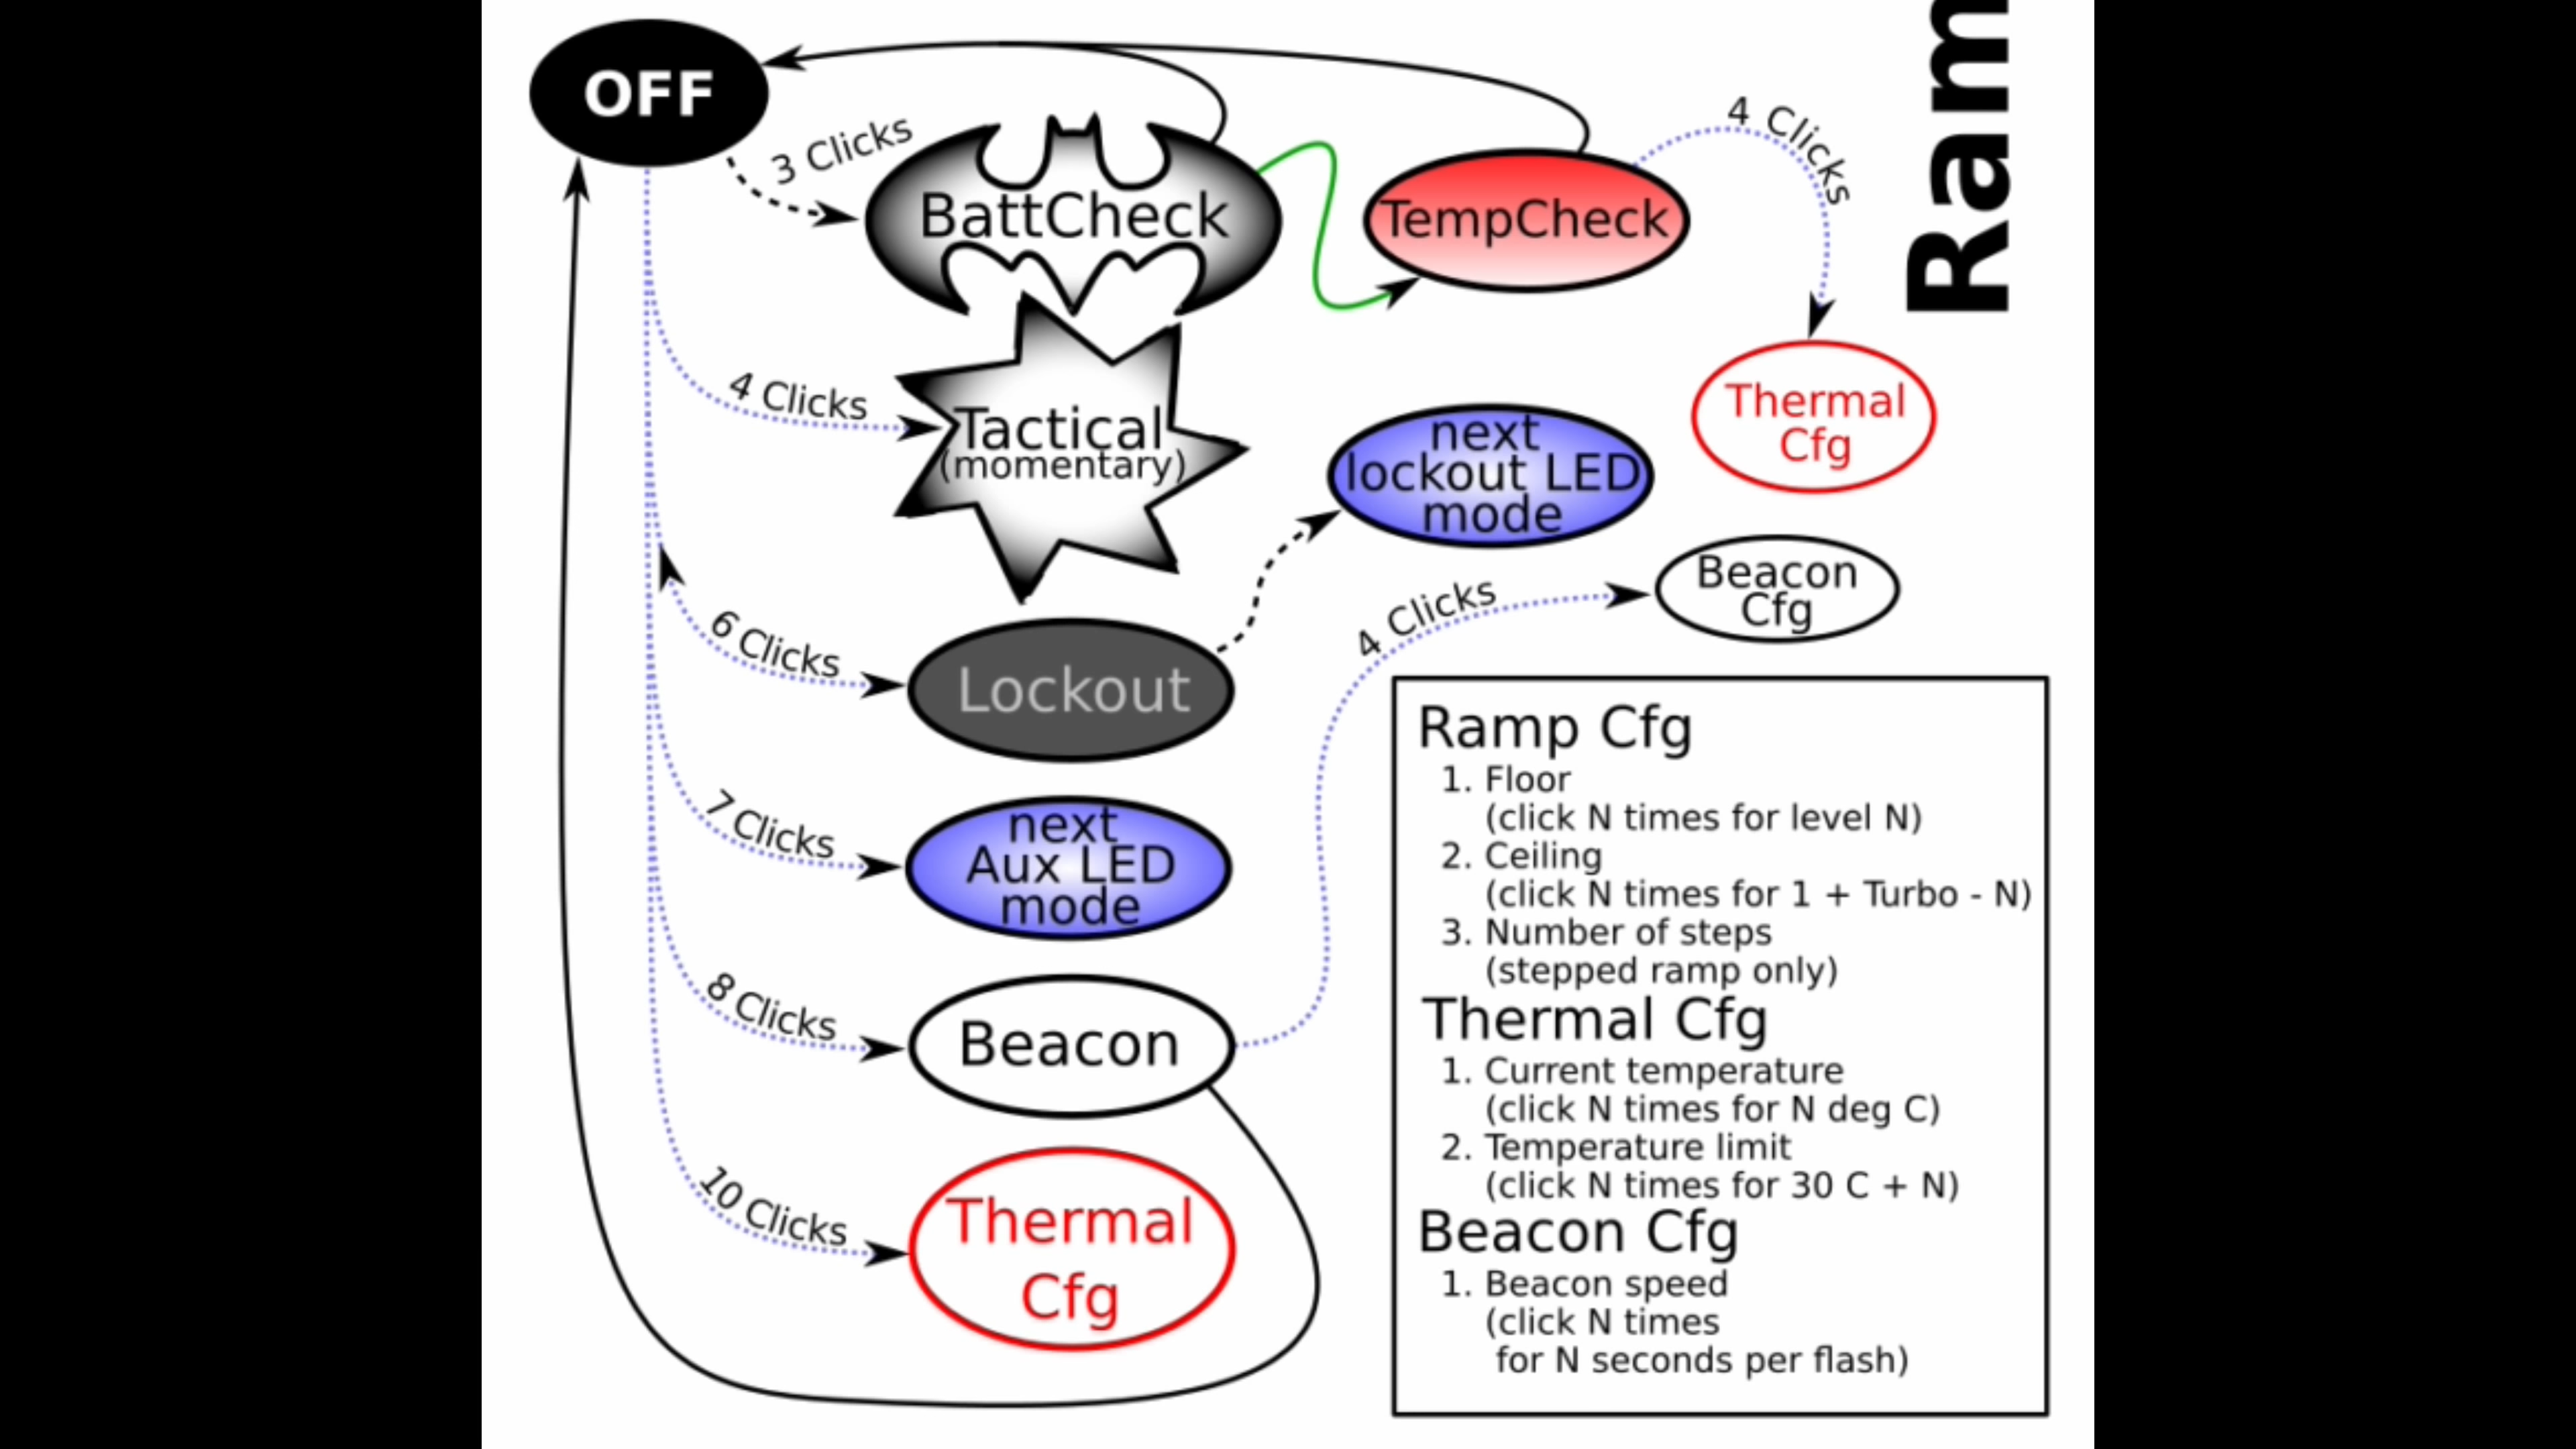 OFF
3 Clicks
BattCheck
TempCheck
4 Clicks
Thermal
Cfg
4 Clicks
Tactical
(momentary)
next
lockout LED
mode
4 Clicks
Beacon
Cfg
6 Clicks
Lockout
7 Clicks
next
Aux LED
mode
8 Clicks
Beacon
10 Clicks
Thermal
Cfg
Ramp Cfg
1. Floor
(click N times for level N)
2. Ceiling
(click N times for 1 + Turbo - N)
3. Number of steps
(stepped ramp only)
Thermal Cfg
1. Current temperature
(click N times for N deg C)
2. Temperature limit
(click N times for 30 C + N)
Beacon Cfg
1. Beacon speed
(click N times
for N seconds per flash)